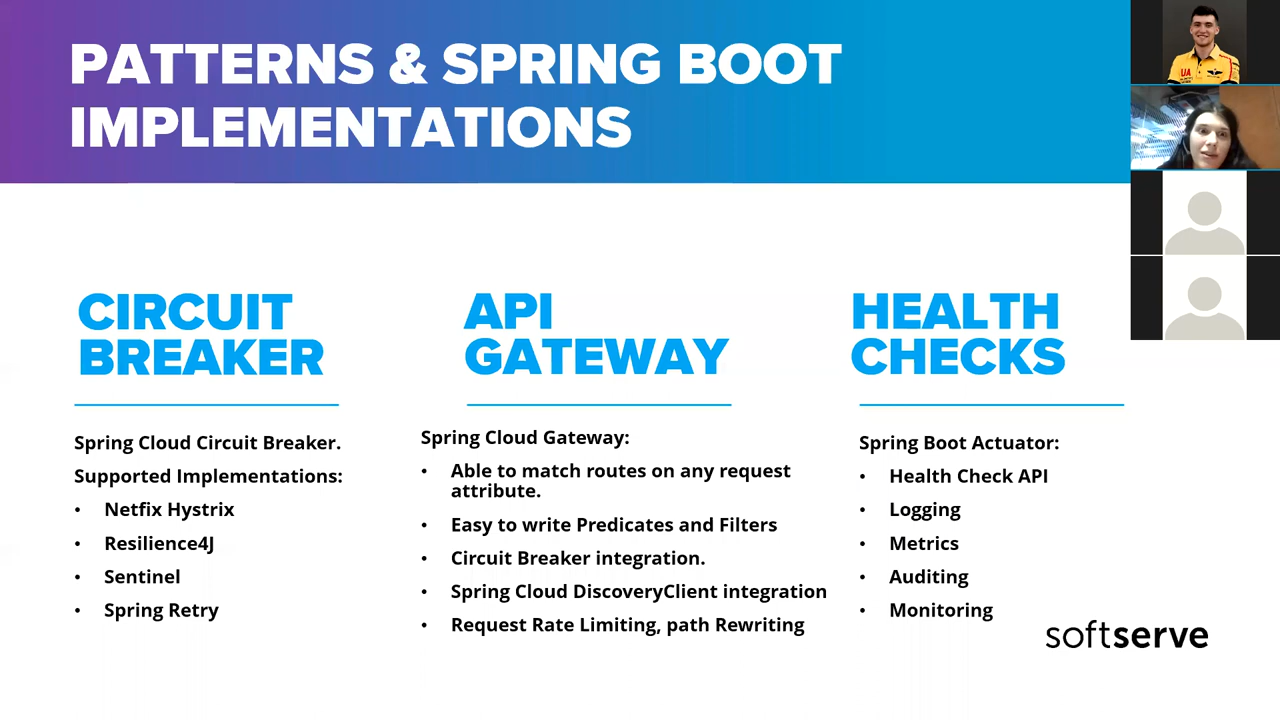 PATTERNS & SPRING BOOT
IMPLEMENTATIONS
CIRCUIT
BREAKER
Spring Cloud Circuit Breaker.
Supported Implementations:
• Netfix Hystrix
• Resilience4J
• Sentinel
• Spring Retry
API
GATEWAY
Spring Cloud Gateway:
• Able to match routes on any request
attribute.
• Easy to write Predicates and Filters
• Circuit Breaker integration.
• Spring Cloud DiscoveryClient integration
• Request Rate Limiting, path Rewriting
HEALTH
CHECKS
Spring Boot Actuator:
• Health Check API
• Logging
• Metrics
• Auditing
• Monitoring
softserve
UA